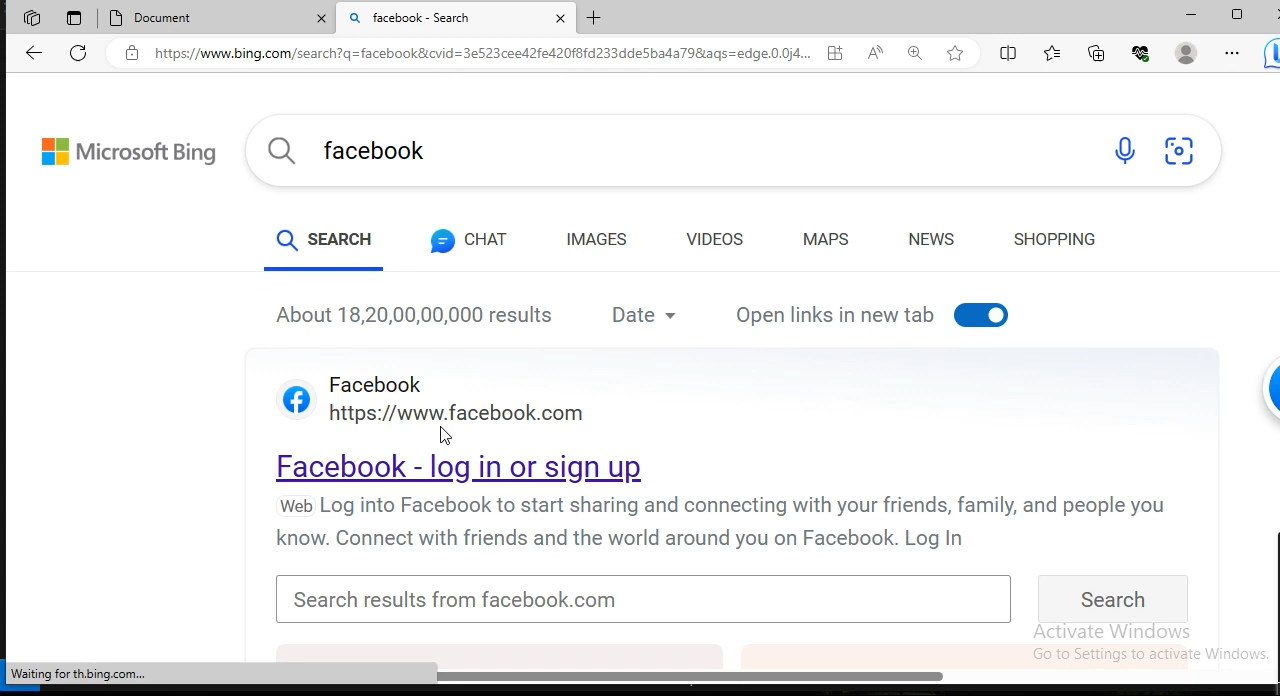 Document
facebook - Search
https://www.bing.com/search?q=facebook&cvid=3e523cee42fe420f8fd233dde5ba4a79&aqs=edge.0.0j4...
Microsoft Bing
facebook
SEARCH
CHAT
IMAGES
VIDEOS
MAPS
NEWS
SHOPPING
About 18,20,00,00,000 results
Date
Open links in new tab
Facebook
https://www.facebook.com
Facebook - log in or sign up
Web Log into Facebook to start sharing and connecting with your friends, family, and people you
know. Connect with friends and the world around you on Facebook. Log In
Search results from facebook.com
Search
Activate Windows
Go to Settings to activate Windows.
Waiting for th.bing.com...